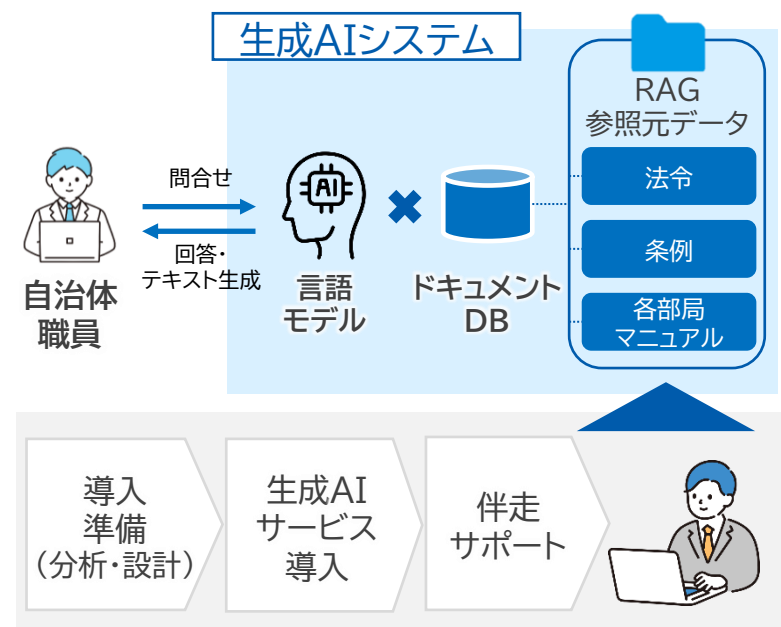 生成AIシステム
RAG
参照元データ
法令
条例
各部局
マニュアル
問合せ
回答・
テキスト生成
AI
自治体
職員
言語
モデル
ドキュメント
DB
導入
準備
（分析・設計）
生成AI
サービス
導入
伴走
サポート